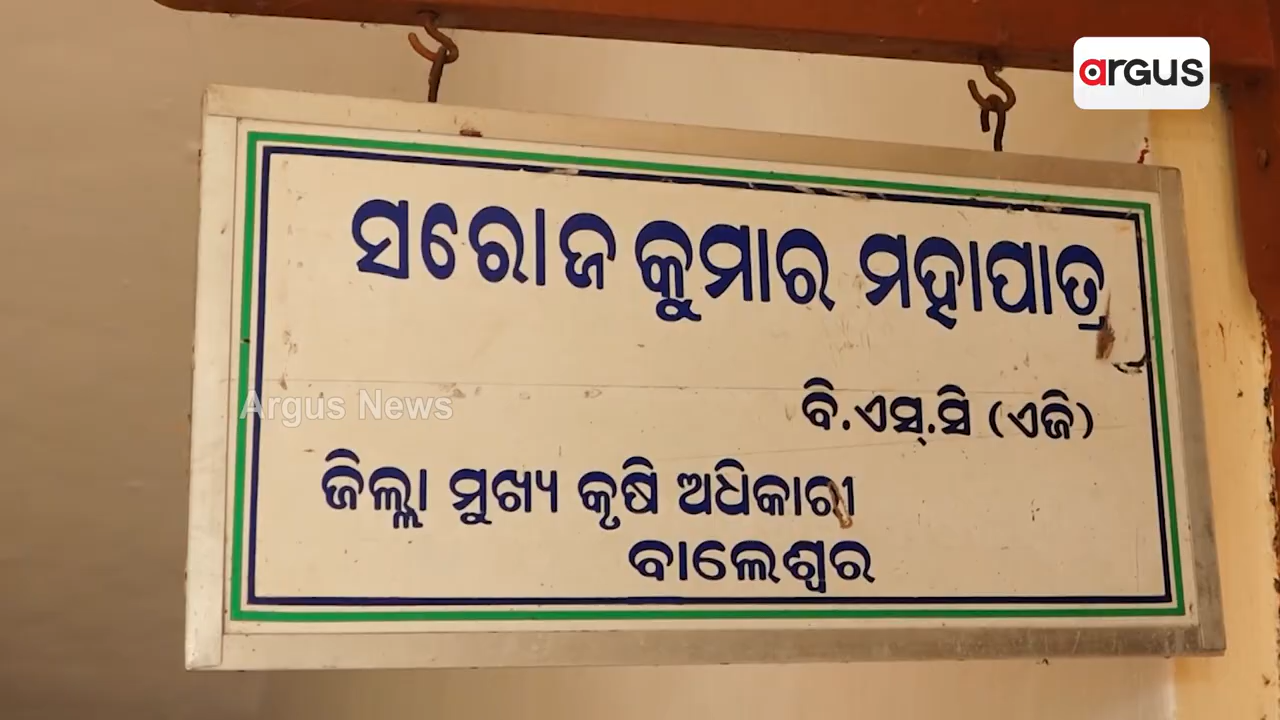 argus
ସରୋଜ କୁମାର ମହାପାତ୍ର
ବି.ଏସ୍.ସି (ଏଜି)
Argus News
ଜିଲ୍ଲା ମୁଖ୍ୟ କୃଷି ଅଧିକାରୀ
ବାଲେଶ୍ୱର